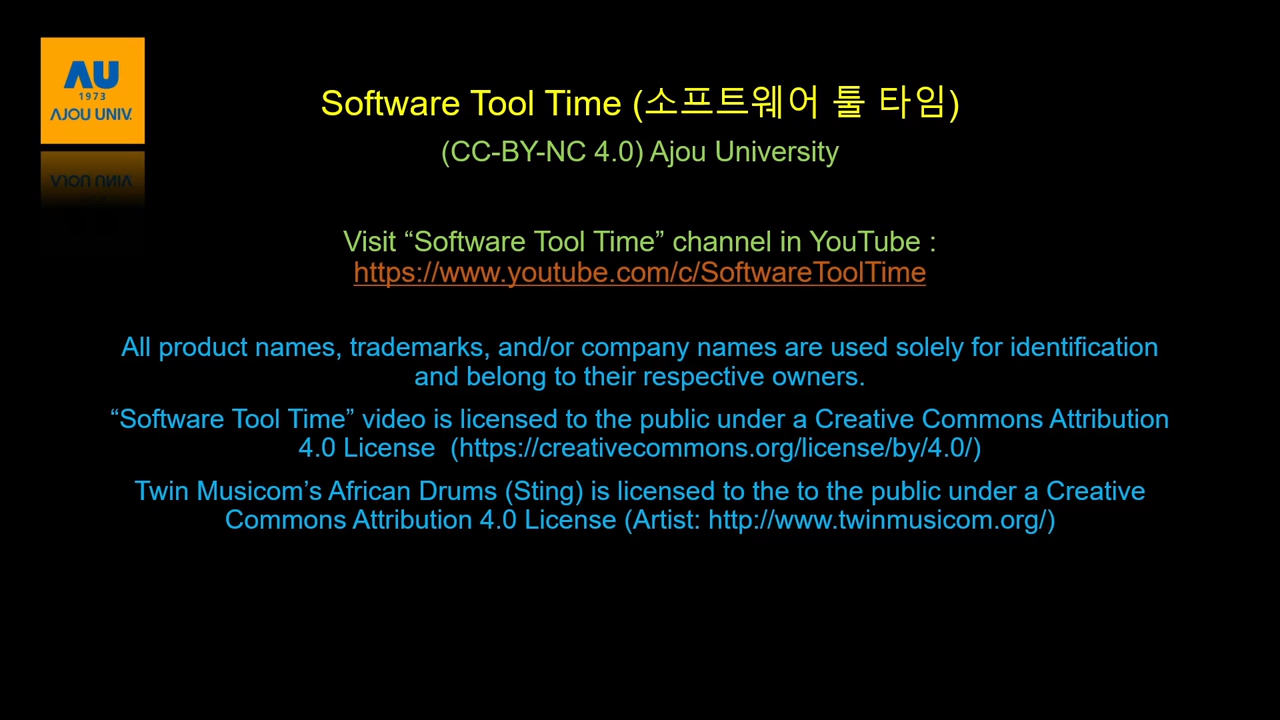 AU
1973
AJOU UNIV.
Software Tool Time (소프트웨어 툴 타임)
(CC-BY-NC 4.0) Ajou University
Visit “Software Tool Time” channel in YouTube :
https://www.youtube.com/c/SoftwareToolTime
All product names, trademarks, and/or company names are used solely for identification
and belong to their respective owners.
“Software Tool Time” video is licensed to the public under a Creative Commons Attribution
4.0 License  (https://creativecommons.org/license/by/4.0/)
Twin Musicom’s African Drums (Sting) is licensed to the to the public under a Creative
Commons Attribution 4.0 License (Artist: http://www.twinmusicom.org/)